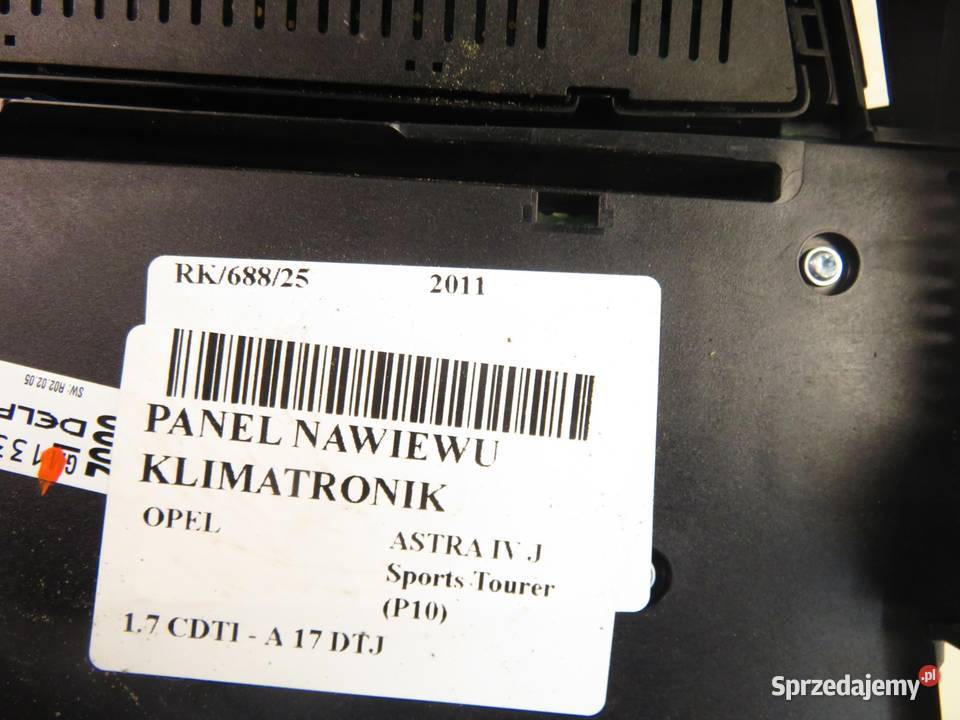 RK/688/25 2011
PANEL NAWIEWU
KLIMATRONIK
OPEL
ASTRA IV J
Sports Tourer
(P10)
1.7 CDTI - A 17 DTJ
SW: R02.02.05
Sprzedajemy.pl